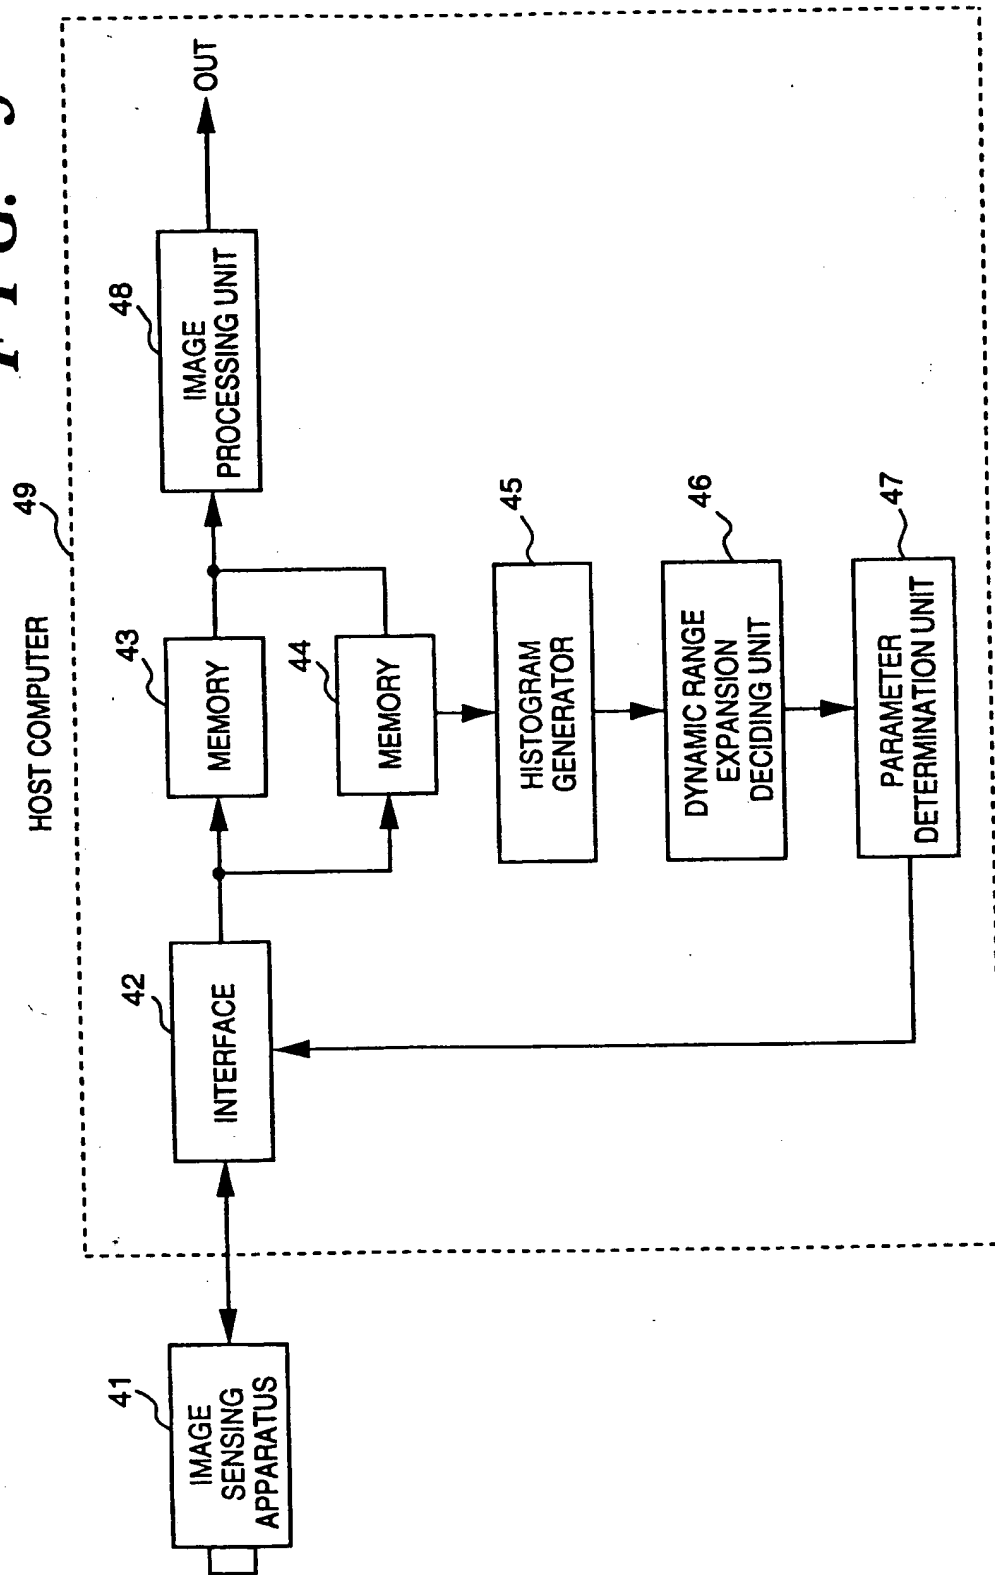 FIG.
HOST COMPUTER
49
41
IMAGE
SENSING
APPARATUS
42
INTERFACE
43
MEMORY
44
MEMORY
48
IMAGE
PROCESSING UNIT
OUT
45
HISTOGRAM
GENERATOR
46
DYNAMIC RANGE
EXPANSION
DECIDING UNIT
47
PARAMETER
DETERMINATION UNIT